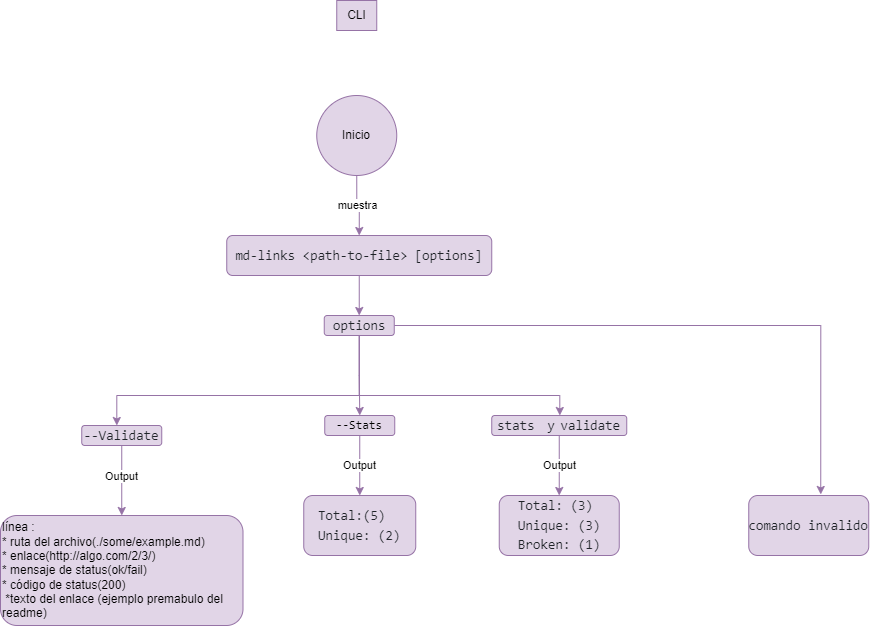 CLI
Inicio
muestra
md-links <path-to-file> [options]
options
--Validate
--Stats
stats y validate
Output
Output
Output
línea :
* ruta del archivo(./some/example.md)
* enlace(http://algo.com/2/3/)
* mensaje de status(ok/fail)
* código de status(200)
*texto del enlace (ejemplo premabulo del
readme)
Total:(5)
Unique: (2)
Total: (3)
Unique: (3)
Broken: (1)
comando invalido